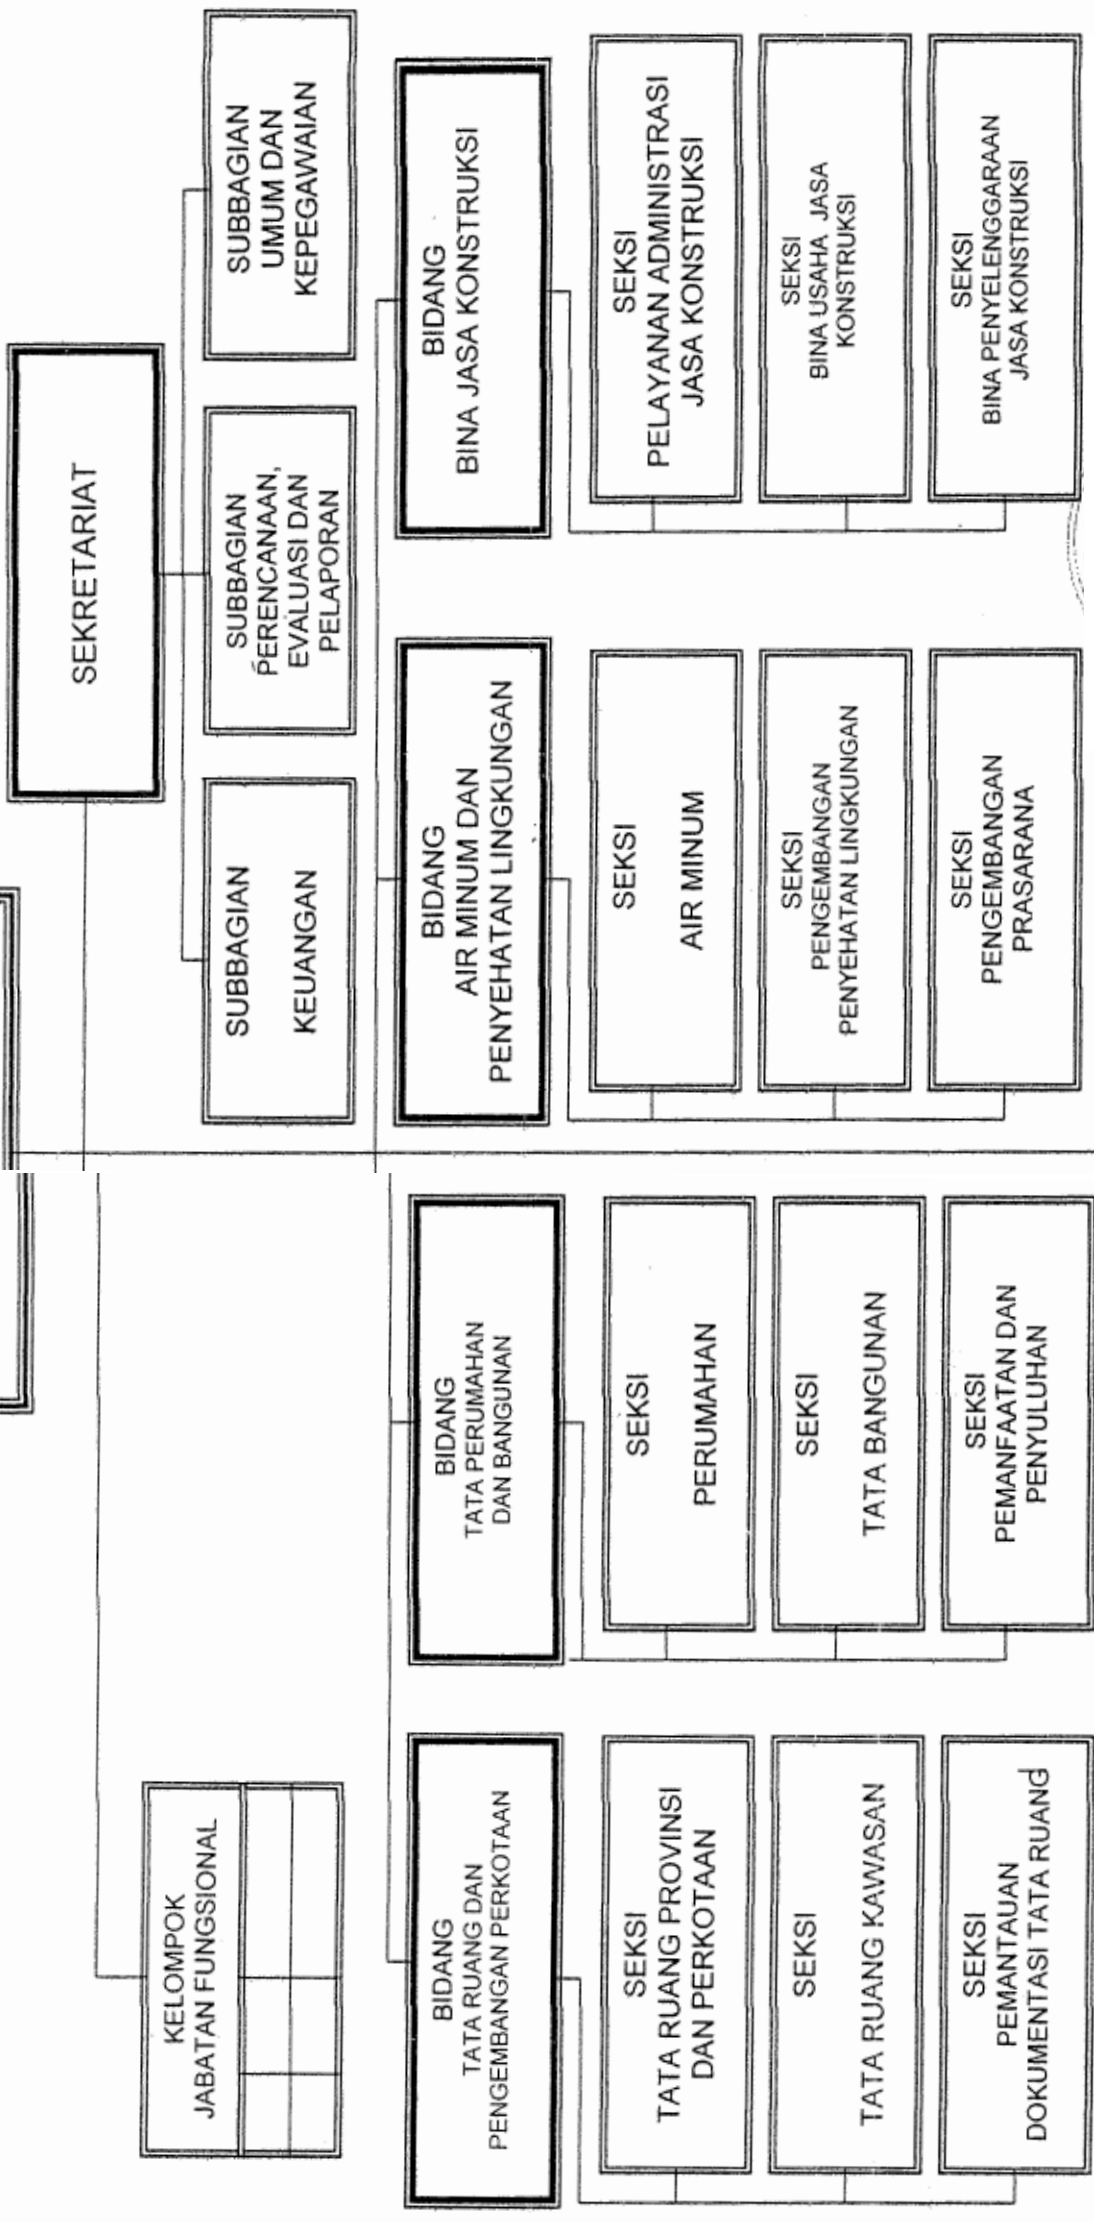 SEKRETARIAT
SUBBAGIAN
KEUANGAN
SUBBAGIAN
PERENCANAAN,
EVALUASI DAN
PELAPORAN
SUBBAGIAN
UMUM DAN
KEPEGAWAIAN
KELOMPOK
JABATAN FUNGSIONAL
BIDANG
TATA RUANG DAN
PENGEMBANGAN PERKOTAAN
SEKSI
TATA RUANG PROVINSI
DAN PERKOTAAN
SEKSI
TATA RUANG KAWASAN
SEKSI
PEMANTAUAN
DOKUMENTASI TATA RUANG
BIDANG
TATA PERUMAHAN
DAN BANGUNAN
SEKSI
PERUMAHAN
SEKSI
TATA BANGUNAN
SEKSI
PEMANFAATAN DAN
PENYULUHAN
BIDANG
AIR MINUM DAN
PENYEHATAN LINGKUNGAN
SEKSI
AIR MINUM
SEKSI
PENGEMBANGAN
PENYEHATAN LINGKUNGAN
SEKSI
PENGEMBANGAN
PRASARANA
BIDANG
BINA JASA KONSTRUKSI
SEKSI
PELAYANAN ADMINISTRASI
JASA KONSTRUKSI
SEKSI
BINA USAHA JASA
KONSTRUKSI
SEKSI
BINA PENYELENGGARAAN
JASA KONSTRUKSI